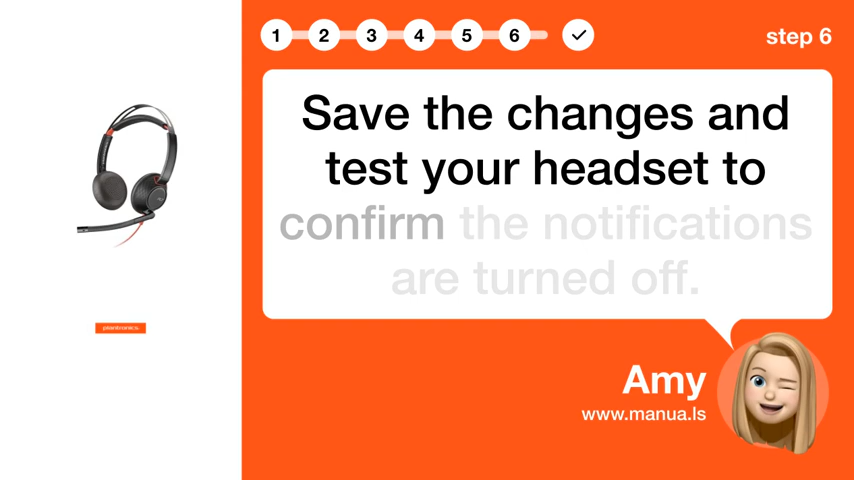 1 2 3 4 5 6
step 6
Save the changes and
test your headset to
confirm the notifications
are turned off.
Amy
www.manua.ls